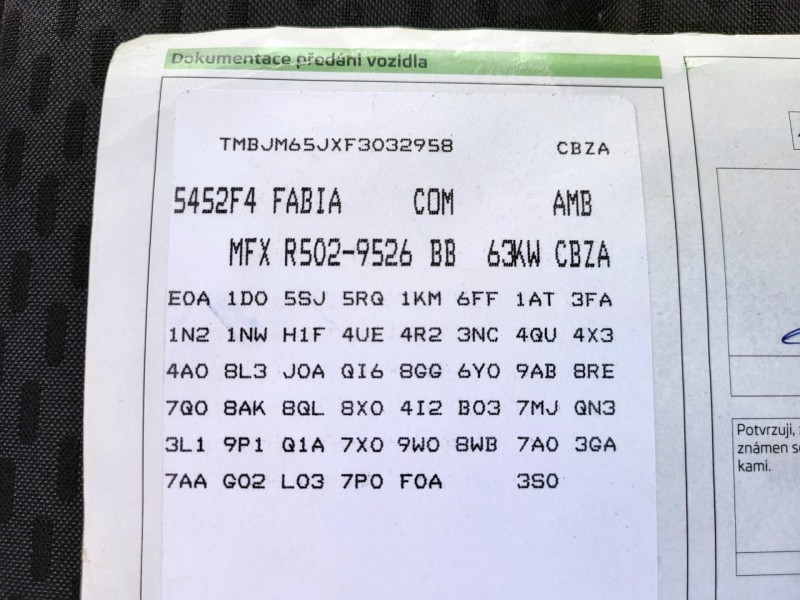 Dokumentace předání vozidla
TMBJM65JXF3032958 CBZA
5452F4 FABIA COM AMB
MFX R502-9526 BB 63KW CBZA
E0A 1D0 5SJ 5RQ 1KM 6FF 1AT 3FA
1N2 1NW H1F 4UE 4R2 3NC 4QU 4X3
4A0 8L3 J0A QI6 8GG 6Y0 9AB 8RE
7Q0 8AK 8QL 8X0 4I2 B03 7MJ QN3
3L1 9P1 Q1A 7X0 9W0 8WB 7A0 3GA
7AA G02 L03 7P0 F0A 3S0
Potvrzuji,
známen
kami.